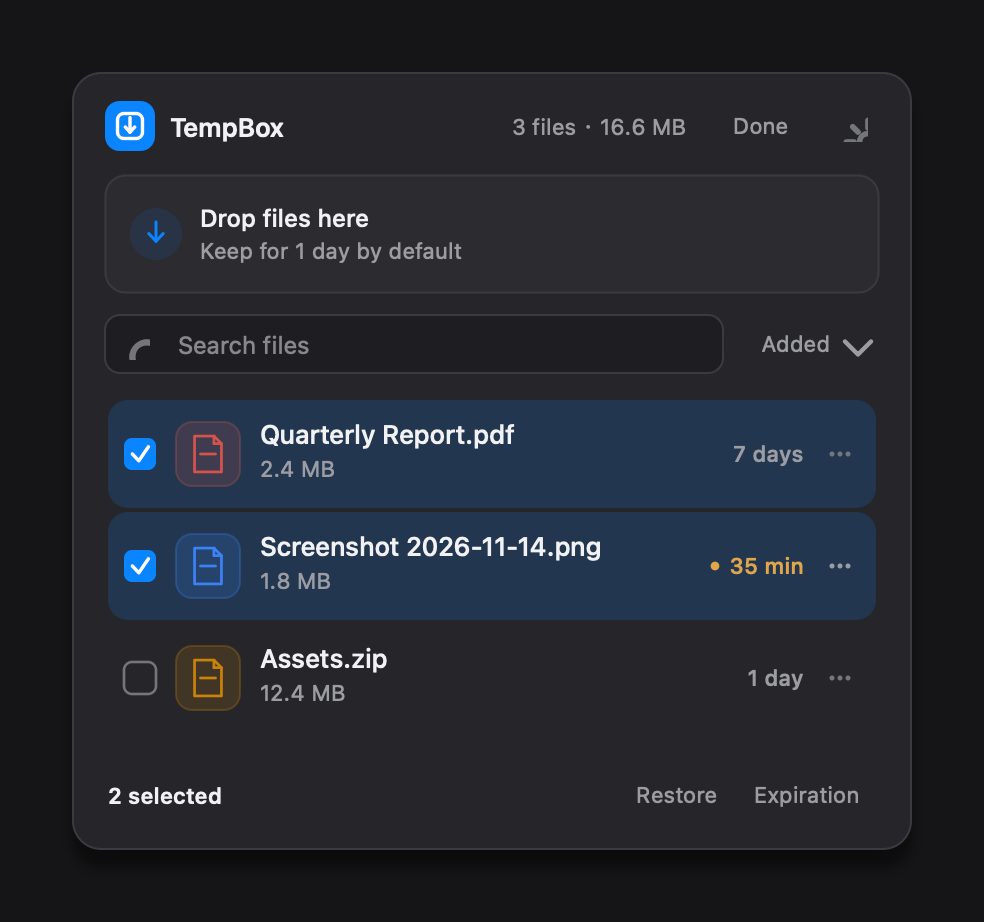 TempBox
3 files · 16.6 MB
Done
Drop files here
Keep for 1 day by default
Search files
Added
Quarterly Report.pdf
2.4 MB
7 days
Screenshot 2026-11-14.png
1.8 MB
35 min
Assets.zip
12.4 MB
1 day
2 selected
Restore
Expiration